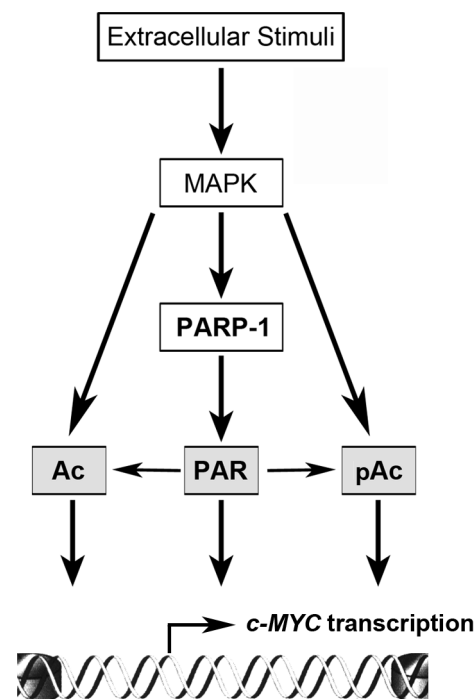 Extracellular Stimuli
MAPK
PARP-1
Ac PAR pAc
c-MYC transcription